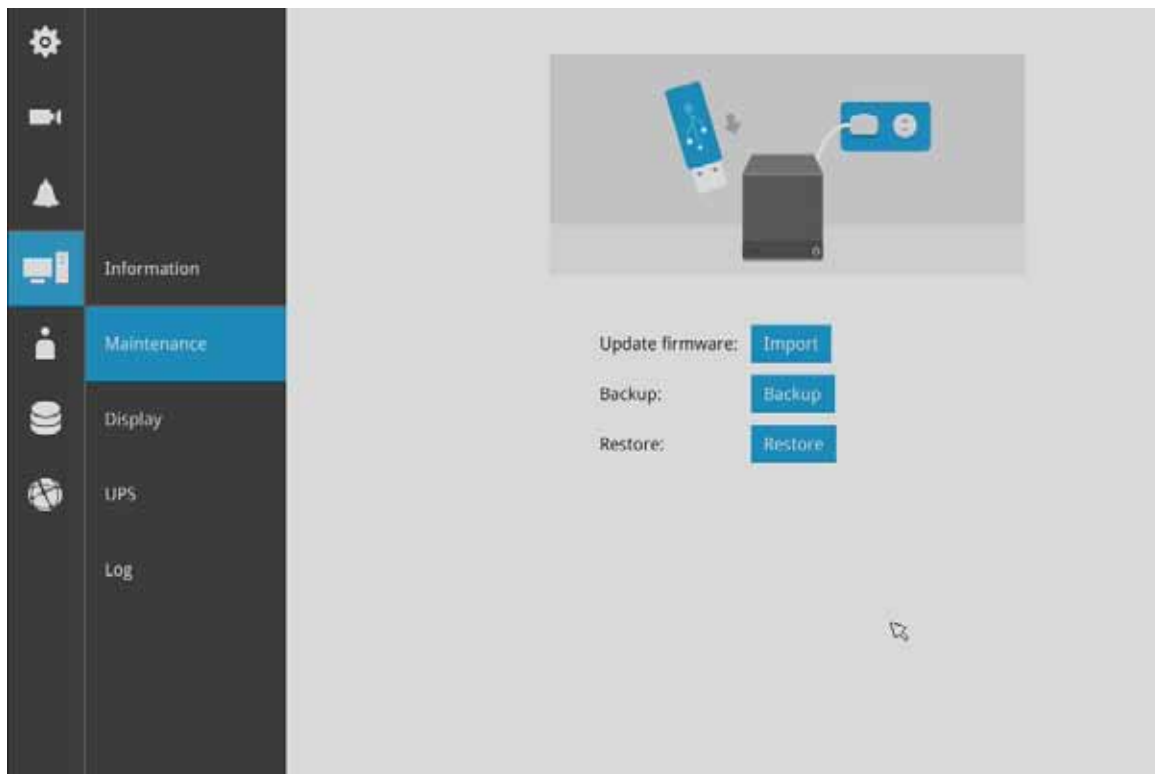 Information
Maintenance
Display
UPS
Log
Update firmware: Import
Backup: Backup
Restore: Restore